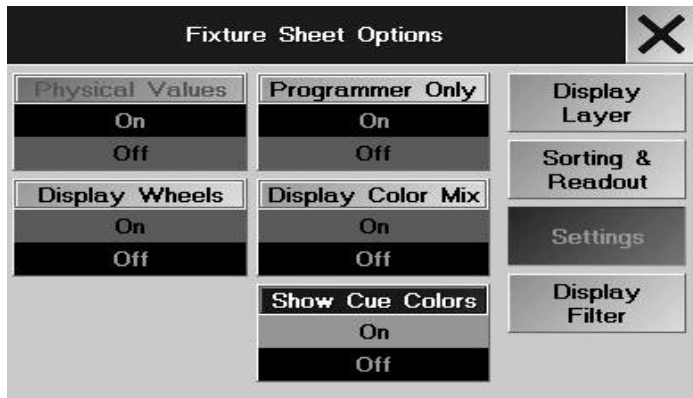 Fixture Sheet Options
Physical Values
On
Off
Programmer Only
On
Off
Display Wheels
On
Off
Display Color Mix
On
Off
Show Cue Colors
On
Off
Display
Layer
Sorting &
Readout
Settings
Display
Filter